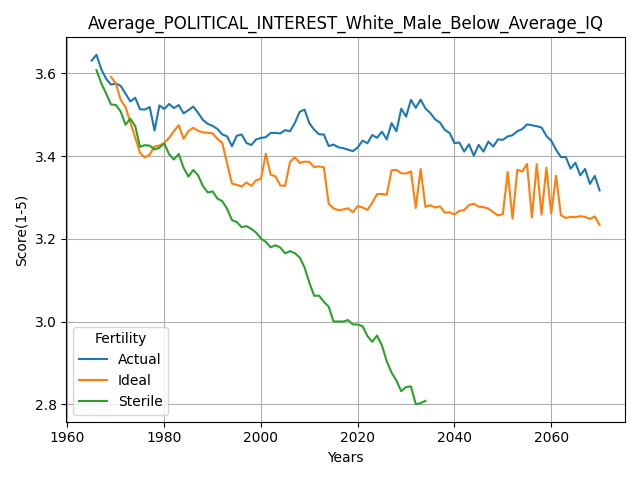 Average_POLITICAL_INTEREST_White_Male_Below_Average_IQ
Score(1-5)
3.6
3.4
3.2
3.0
2.8
Fertility
Actual
Ideal
Sterile
1960
1980
2000
2020
2040
2060
Years